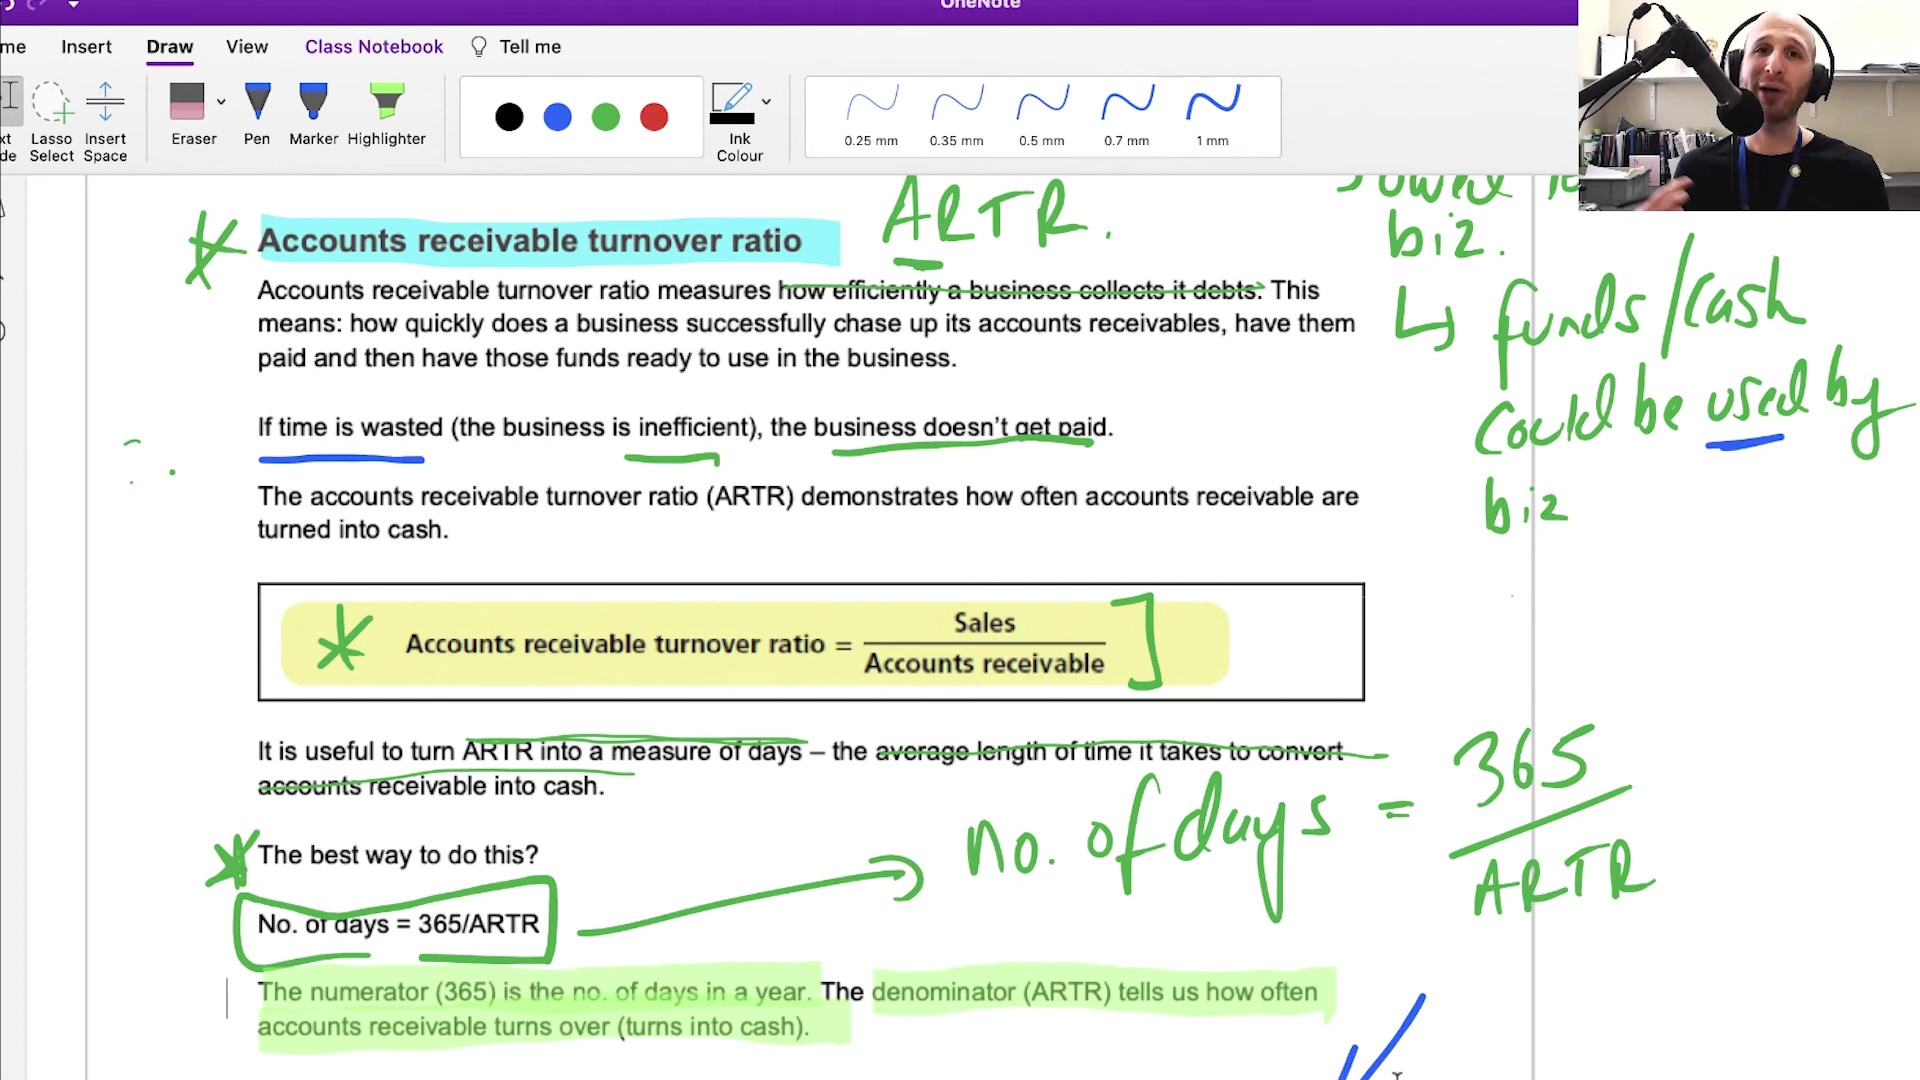 OneNote
me Insert Draw View Class Notebook Tell me
Lasso Select
Insert Space
Eraser
Pen
Marker
Highlighter
Ink Colour
0.25 mm
0.35 mm
0.5 mm
0.7 mm
1 mm
ARTR.
biz.
↳ funds/cash
could be used by
biz
Accounts receivable turnover ratio
Accounts receivable turnover ratio measures how efficiently a business collects it debts. This
means: how quickly does a business successfully chase up its accounts receivables, have them
paid and then have those funds ready to use in the business.
If time is wasted (the business is inefficient), the business doesn't get paid.
The accounts receivable turnover ratio (ARTR) demonstrates how often accounts receivable are
turned into cash.
Accounts receivable turnover ratio = Sales
Accounts receivable
It is useful to turn ARTR into a measure of days – the average length of time it takes to convert
accounts receivable into cash.
The best way to do this?
no. of days = 365
ARTR
No. of days = 365/ARTR
The numerator (365) is the no. of days in a year. The denominator (ARTR) tells us how often
accounts receivable turns over (turns into cash).